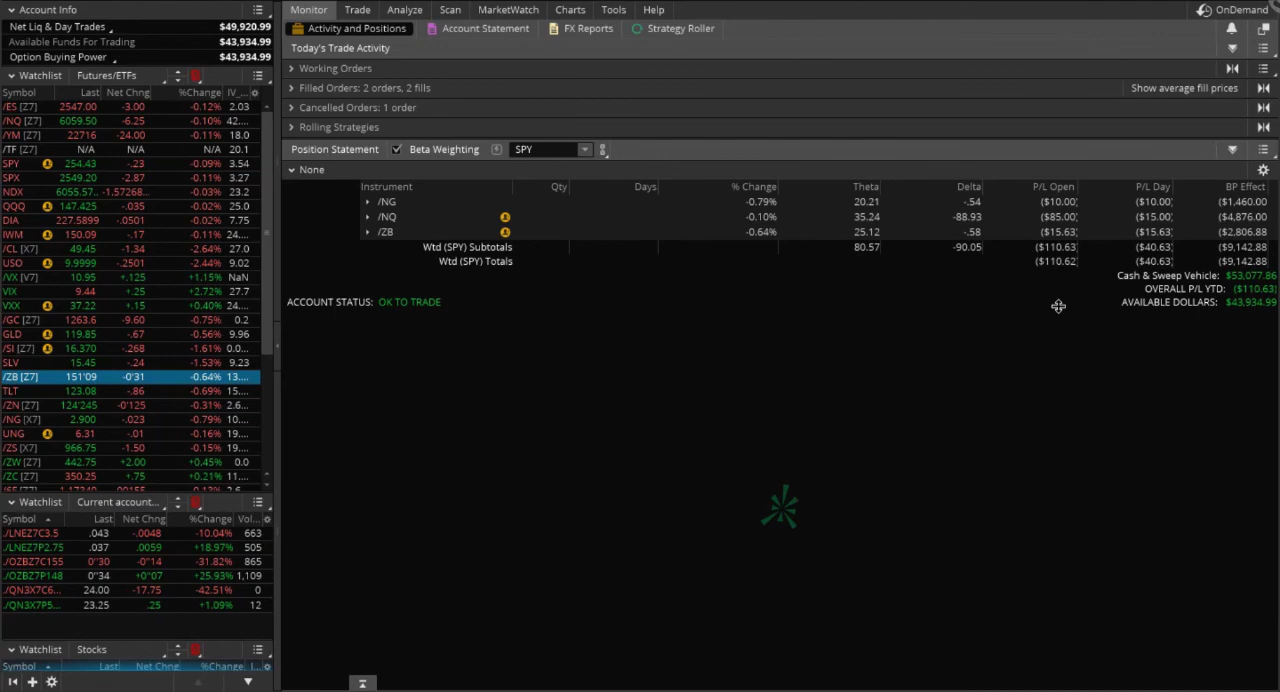 Account Info
Net Liq & Day Trades $49,920.99
Available Funds For Trading $43,934.99
Option Buying Power $43,934.99
Watchlist Futures/ETFs
Symbol Last Net Chng %Change IV_...
/ES [Z7] 2547.00 -3.00 -0.12% 2.03
/NQ [Z7] 6059.50 -6.25 -0.10% 42....
/YM [Z7] 22716 -24.00 -0.11% 18.0
/TF [Z7] N/A N/A N/A 20.1
SPY 254.43 -.23 -0.09% 3.54
SPX 2549.20 -2.87 -0.11% 3.27
NDX 6055.57.. -1.57268... -0.03% 23.2
QQQ 147.425 -.035 -0.02% 25.0
DIA 227.5899 -.0501 -0.02% 7.75
IWM 150.09 -.17 -0.11% 24....
/CL [X7] 49.45 -1.34 -2.64% 27.0
USO 9.9999 -.2501 -2.44% 9.02
/VX [V7] 10.95 +.125 +1.15% NaN
VIX 9.44 +.25 +2.72% 27.7
VXX 37.22 +.15 +0.40% 24....
/GC [Z7] 1263.6 -9.60 -0.75% 0.2
GLD 119.85 -.67 -0.56% 9.96
/SI [Z7] 16.370 -.268 -1.61% 0.0...
SLV 15.45 -.24 -1.53% 9.23
/ZB [Z7] 151'09 -0'31 -0.64% 13....
TLT 123.08 -.86 -0.69% 15....
/ZN [Z7] 124'245 -0'125 -0.31% 2.6...
/NG [X7] 2.900 -.023 -0.79% 10....
UNG 6.31 -.01 -0.16% 19....
/ZS [X7] 966.75 -1.50 -0.15% 19....
/ZW [Z7] 442.75 +2.00 +0.45% 0.0
/ZC [Z7] 350.25 +.75 +0.21% 11....
Watchlist Current account...
Symbol Last Net Chng %Change Vol...
./LNEZ7C3.5 .043 -.0048 -10.04% 663
./LNEZ7P2.75 .037 .0059 +18.97% 505
./OZBZ7C155 0''30 -0''14 -31.82% 865
./OZBZ7P148 0''34 +0''07 +25.93% 1,109
./QN3X7C6... 24.00 -17.75 -42.51% 0
./QN3X7P5... 23.25 .25 +1.09% 12
Watchlist Stocks
Symbol Last Net Chng %Change I...
Monitor Trade Analyze Scan MarketWatch Charts Tools Help OnDemand
Activity and Positions Account Statement FX Reports Strategy Roller
Today's Trade Activity
Working Orders
Filled Orders: 2 orders, 2 fills Show average fill prices
Cancelled Orders: 1 order
Rolling Strategies
Position Statement Beta Weighting SPY
None
Instrument Qty Days % Change Theta Delta P/L Open P/L Day BP Effect
/NG -0.79% 20.21 -.54 ($10.00) ($10.00) ($1,460.00
/NQ -0.10% 35.24 -88.93 ($85.00) ($15.00) ($4,876.00
/ZB -0.64% 25.12 -.58 ($15.63) ($15.63) ($2,806.88
Wtd (SPY) Subtotals 80.57 -90.05 ($110.63) ($40.63) ($9,142.88
Wtd (SPY) Totals ($110.62) ($40.63) ($9,142.88
Cash & Sweep Vehicle: $53,077.86
OVERALL P/L YTD: ($110.63)
ACCOUNT STATUS: OK TO TRADE AVAILABLE DOLLARS: $43,934.99